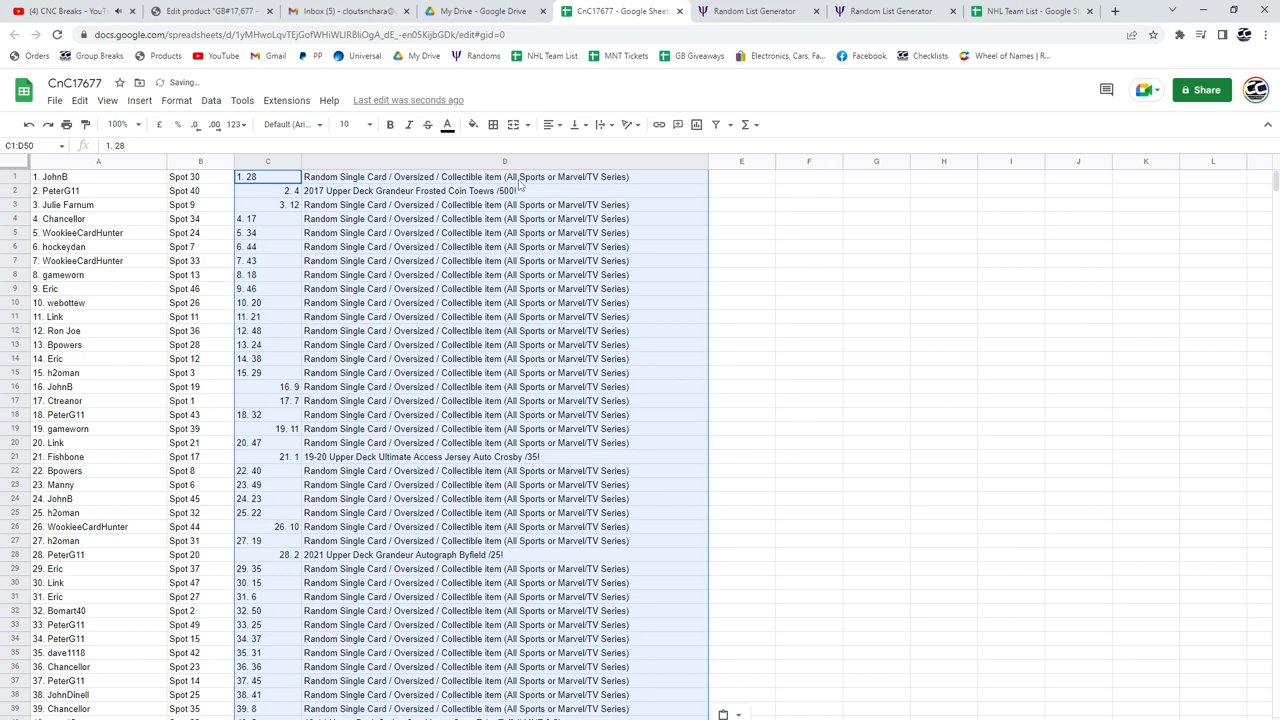 (4) CNC Breaks - YouTu
Edit product "GB#17,677
Inbox (5) - cloutsnchara@
My Drive - Google Drive
CnC17677 - Google Sheets
Random List Generator
Random List Generator
NHL Team List - Google Sh
docs.google.com/spreadsheets/d/1yMHwoLqvTEjGofWHiWLIRBIiOgA_dE_-en05KijbGDk/edit#gid=0
Orders
Group Breaks
Products
YouTube
Gmail
PP
Universal
My Drive
Randoms
NHL Team List
MNT Tickets
GB Giveaways
Electronics, Cars, Fa...
Facebook
Checklists
Wheel of Names | R...
CnC17677
Saving...
File Edit View Insert Format Data Tools Extensions Help Last edit was seconds ago
Share
100% £ % .0 .00 123 Default (Ari... 10 B I S A
C1:D50 1. 28
A B C D E F G H I J K L
1 1. JohnB Spot 30 1. 28 Random Single Card / Oversized / Collectible item (All Sports or Marvel/TV Series)
2 2. PeterG11 Spot 40 2. 4 2017 Upper Deck Grandeur Frosted Coin Toews /500!
3 3. Julie Farnum Spot 9 3. 12 Random Single Card / Oversized / Collectible item (All Sports or Marvel/TV Series)
4 4. Chancellor Spot 34 4. 17 Random Single Card / Oversized / Collectible item (All Sports or Marvel/TV Series)
5 5. WookieeCardHunter Spot 24 5. 34 Random Single Card / Oversized / Collectible item (All Sports or Marvel/TV Series)
6 6. hockeydan Spot 7 6. 44 Random Single Card / Oversized / Collectible item (All Sports or Marvel/TV Series)
7 7. WookieeCardHunter Spot 33 7. 43 Random Single Card / Oversized / Collectible item (All Sports or Marvel/TV Series)
8 8. gameworn Spot 13 8. 18 Random Single Card / Oversized / Collectible item (All Sports or Marvel/TV Series)
9 9. Eric Spot 46 9. 46 Random Single Card / Oversized / Collectible item (All Sports or Marvel/TV Series)
10 10. webottew Spot 26 10. 20 Random Single Card / Oversized / Collectible item (All Sports or Marvel/TV Series)
11 11. Link Spot 11 11. 21 Random Single Card / Oversized / Collectible item (All Sports or Marvel/TV Series)
12 12. Ron Joe Spot 36 12. 48 Random Single Card / Oversized / Collectible item (All Sports or Marvel/TV Series)
13 13. Bpowers Spot 28 13. 24 Random Single Card / Oversized / Collectible item (All Sports or Marvel/TV Series)
14 14. Eric Spot 12 14. 38 Random Single Card / Oversized / Collectible item (All Sports or Marvel/TV Series)
15 15. h2oman Spot 3 15. 29 Random Single Card / Oversized / Collectible item (All Sports or Marvel/TV Series)
16 16. JohnB Spot 19 16. 9 Random Single Card / Oversized / Collectible item (All Sports or Marvel/TV Series)
17 17. Ctreanor Spot 1 17. 7 Random Single Card / Oversized / Collectible item (All Sports or Marvel/TV Series)
18 18. PeterG11 Spot 43 18. 32 Random Single Card / Oversized / Collectible item (All Sports or Marvel/TV Series)
19 19. gameworn Spot 39 19. 11 Random Single Card / Oversized / Collectible item (All Sports or Marvel/TV Series)
20 20. Link Spot 21 20. 47 Random Single Card / Oversized / Collectible item (All Sports or Marvel/TV Series)
21 21. Fishbone Spot 17 21. 1 19-20 Upper Deck Ultimate Access Jersey Auto Crosby /35!
22 22. Bpowers Spot 8 22. 40 Random Single Card / Oversized / Collectible item (All Sports or Marvel/TV Series)
23 23. Manny Spot 6 23. 49 Random Single Card / Oversized / Collectible item (All Sports or Marvel/TV Series)
24 24. JohnB Spot 45 24. 23 Random Single Card / Oversized / Collectible item (All Sports or Marvel/TV Series)
25 25. h2oman Spot 32 25. 22 Random Single Card / Oversized / Collectible item (All Sports or Marvel/TV Series)
26 26. WookieeCardHunter Spot 44 26. 10 Random Single Card / Oversized / Collectible item (All Sports or Marvel/TV Series)
27 27. h2oman Spot 31 27. 19 Random Single Card / Oversized / Collectible item (All Sports or Marvel/TV Series)
28 28. PeterG11 Spot 20 28. 2 2021 Upper Deck Grandeur Autograph Byfield /25!
29 29. Eric Spot 37 29. 35 Random Single Card / Oversized / Collectible item (All Sports or Marvel/TV Series)
30 30. Link Spot 47 30. 15 Random Single Card / Oversized / Collectible item (All Sports or Marvel/TV Series)
31 31. Eric Spot 27 31. 6 Random Single Card / Oversized / Collectible item (All Sports or Marvel/TV Series)
32 32. Bomart40 Spot 2 32. 50 Random Single Card / Oversized / Collectible item (All Sports or Marvel/TV Series)
33 33. PeterG11 Spot 49 33. 25 Random Single Card / Oversized / Collectible item (All Sports or Marvel/TV Series)
34 34. PeterG11 Spot 15 34. 37 Random Single Card / Oversized / Collectible item (All Sports or Marvel/TV Series)
35 35. dave1118 Spot 42 35. 31 Random Single Card / Oversized / Collectible item (All Sports or Marvel/TV Series)
36 36. Chancellor Spot 23 36. 36 Random Single Card / Oversized / Collectible item (All Sports or Marvel/TV Series)
37 37. PeterG11 Spot 14 37. 45 Random Single Card / Oversized / Collectible item (All Sports or Marvel/TV Series)
38 38. JohnDinell Spot 25 38. 41 Random Single Card / Oversized / Collectible item (All Sports or Marvel/TV Series)
39 39. Chancellor Spot 35 39. 8 Random Single Card / Oversized / Collectible item (All Sports or Marvel/TV Series)